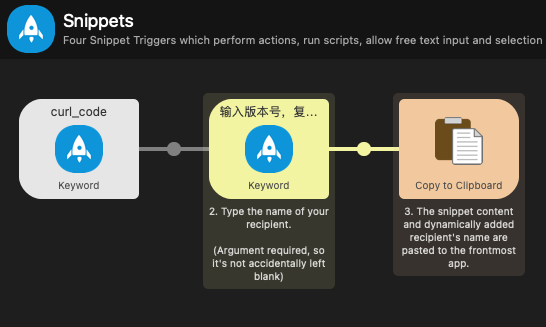 Snippets
Four Snippet Triggers which perform actions, run scripts, allow free text input and selection
curl_code
Keyword
输入版本号，复...
Keyword
2. Type the name of your
recipient.
(Argument required, so
it's not accidentally left
blank)
Copy to Clipboard
3. The snippet content
and dynamically added
recipient's name are
pasted to the frontmost
app.